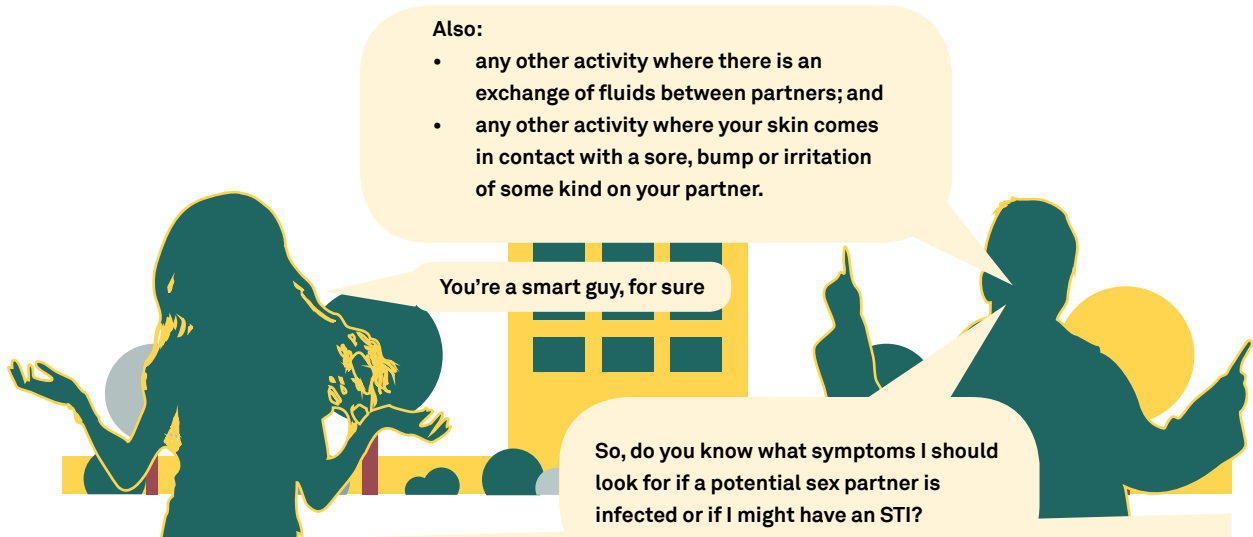 Also:
• any other activity where there is an
exchange of fluids between partners; and
• any other activity where your skin comes
in contact with a sore, bump or irritation
of some kind on your partner.
You’re a smart guy, for sure
So, do you know what symptoms I should
look for if a potential sex partner is
infected or if I might have an STI?